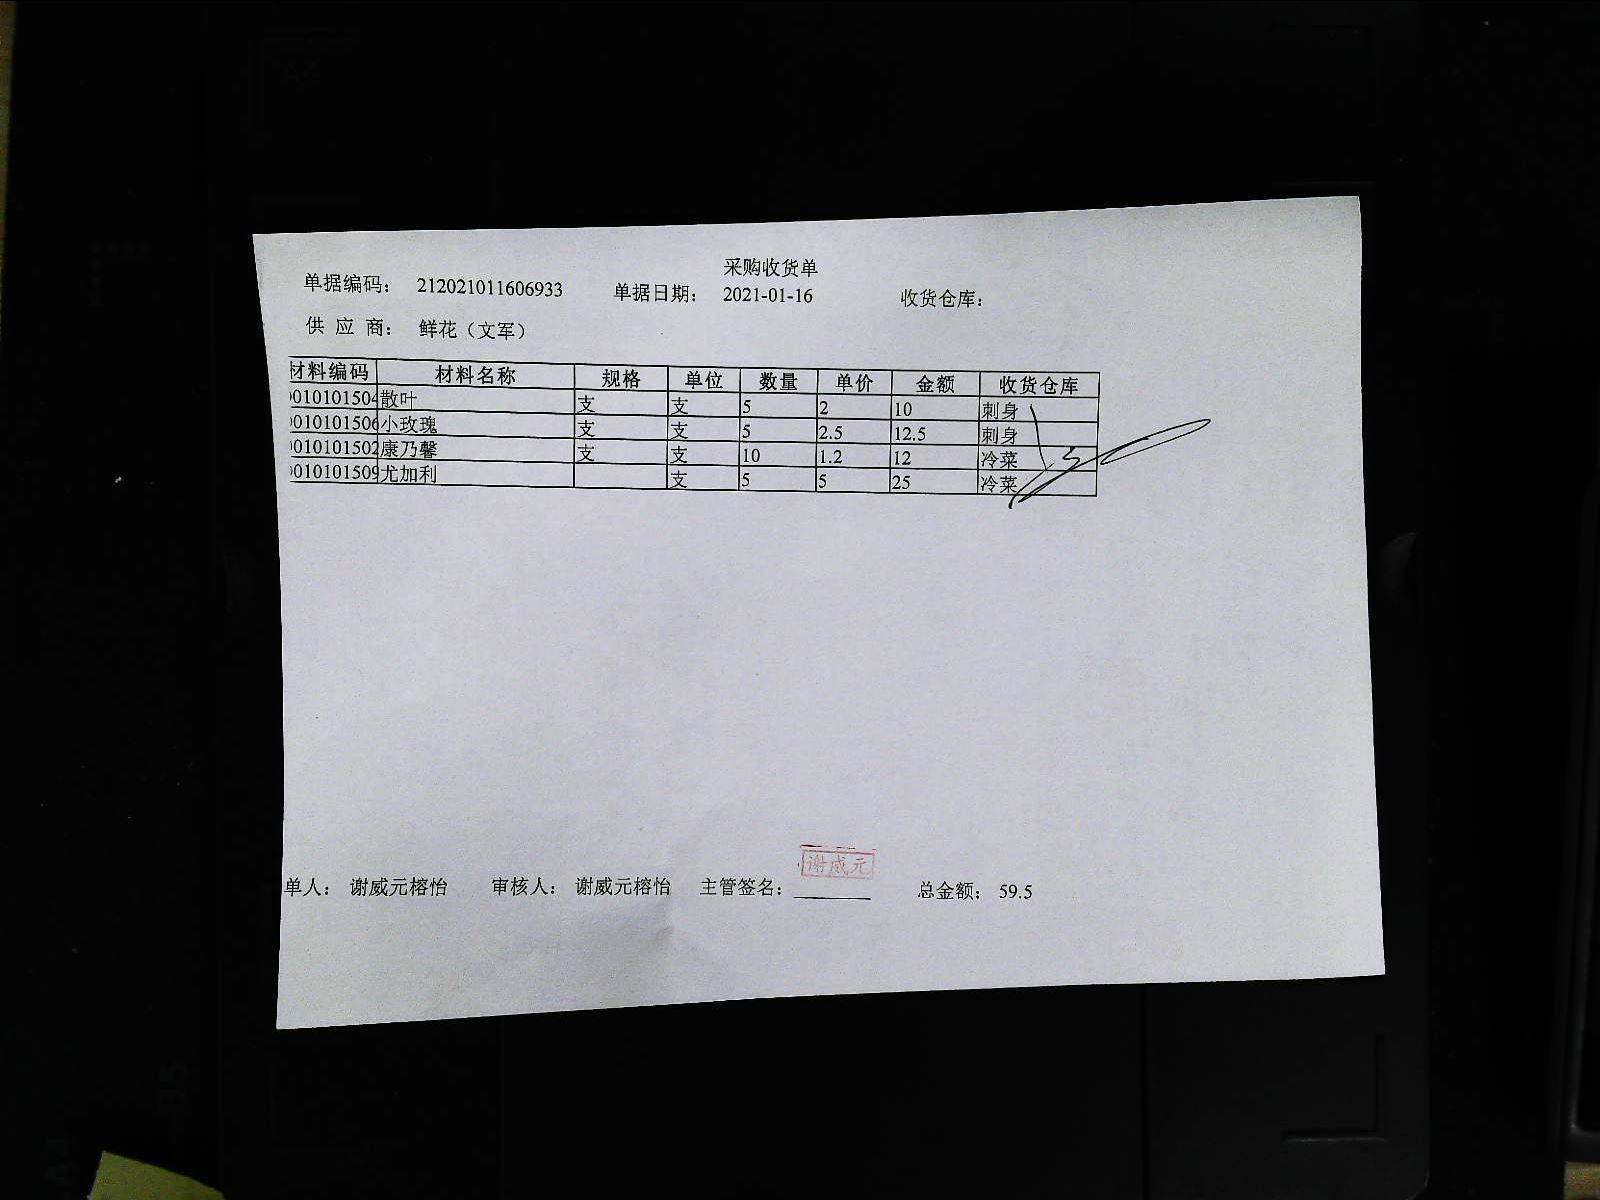 采购收货单
单据编码： 212021011606933 单据日期： 2021-01-16 收货仓库：
供 应 商： 鲜花（文军）
材料编码 材料名称 规格 单位 数量 单价 金额 收货仓库
0010101504 散叶 支 支 5 2 10 刺身
0010101506 小玫瑰 支 支 5 2.5 12.5 刺身
0010101502 康乃馨 支 支 10 1.2 12 冷菜
0010101509 尤加利 支 5 5 25 冷菜
谢威元
单人： 谢威元榕怡 审核人： 谢威元榕怡 主管签名： 总金额： 59.5